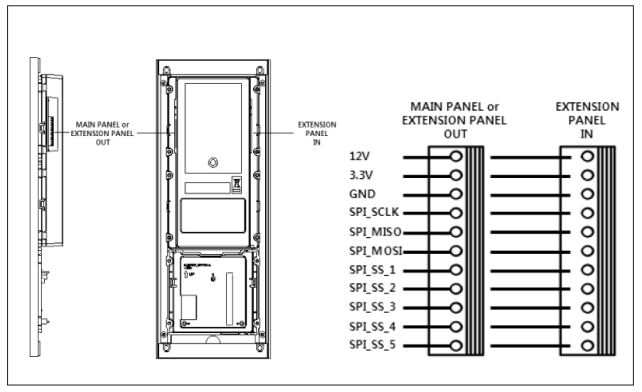 MAIN PANEL or
EXTENSION PANEL
OUT
EXTENSION
PANEL
IN
UP
MAIN PANEL or
EXTENSION PANEL
OUT
EXTENSION
PANEL
IN
12V
3.3V
GND
SPI_SCLK
SPI_MISO
SPI_MOSI
SPI_SS_1
SPI_SS_2
SPI_SS_3
SPI_SS_4
SPI_SS_5